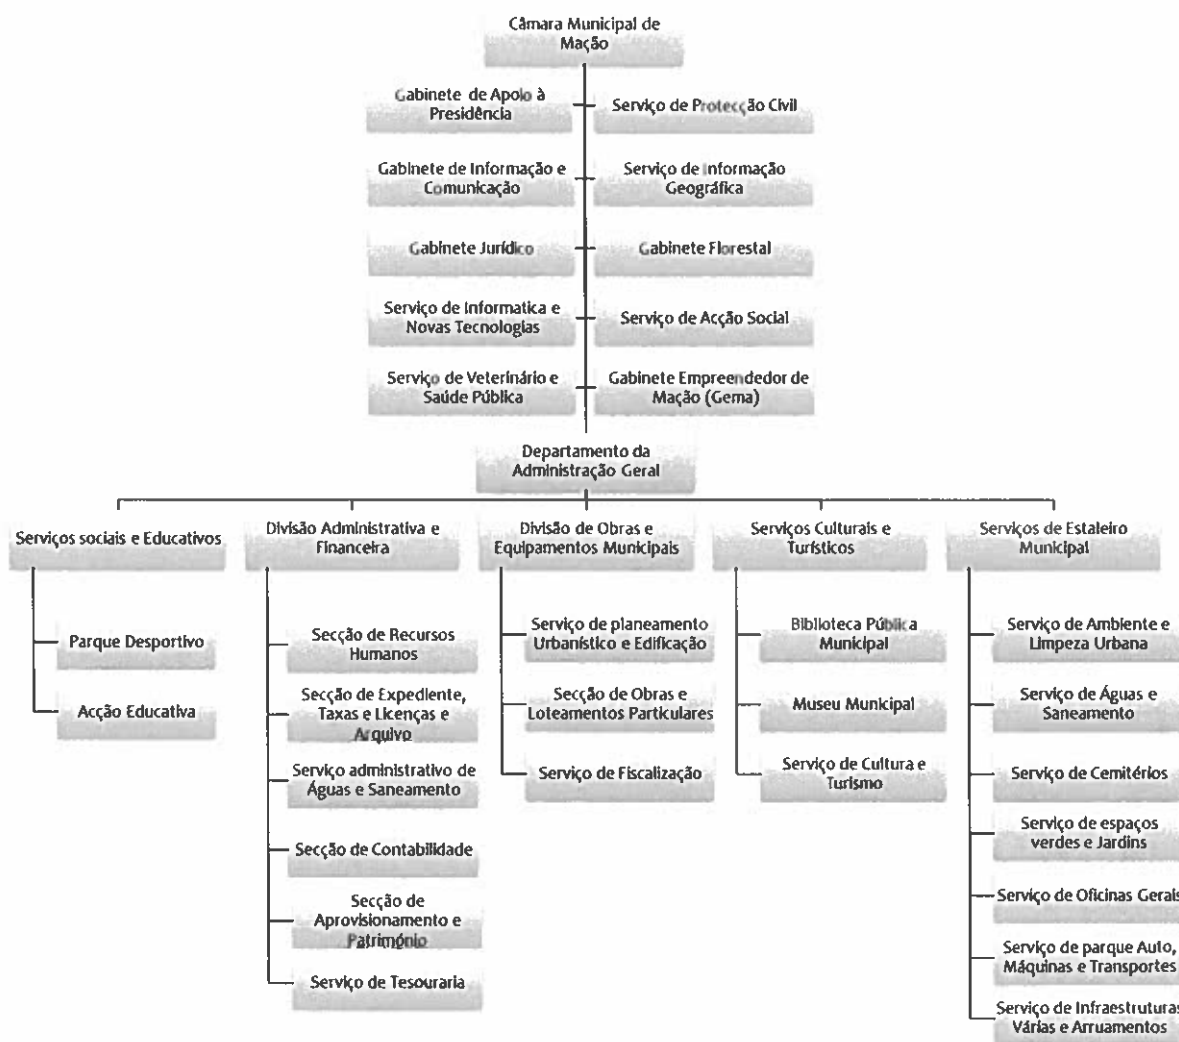 Câmara Municipal de
Mação
Gabinete de Apoio à
Presidência
Serviço de Protecção Civil
Gabinete de Informação e
Comunicação
Serviço de Informação
Geográfica
Gabinete Jurídico
Gabinete Florestal
Serviço de Informatica e
Novas Tecnologias
Serviço de Acção Social
Serviço de Veterinário e
Saúde Pública
Gabinete Empreendedor de
Mação (Gema)
Departamento da
Administração Geral
Serviços sociais e Educativos
Parque Desportivo
Acção Educativa
Divisão Administrativa e
Financeira
Secção de Recursos
Humanos
Secção de Expediente,
Taxas e Licenças e
Arquivo
Serviço administrativo de
Águas e Saneamento
Secção de Contabilidade
Secção de
Aprovisionamento e
Património
Serviço de Tesouraria
Divisão de Obras e
Equipamentos Municipais
Serviço de planeamento
Urbanístico e Edificação
Secção de Obras e
Loteamentos Particulares
Serviço de Fiscalização
Serviços Culturais e
Turísticos
Biblioteca Pública
Municipal
Museu Municipal
Serviço de Cultura e
Turismo
Serviços de Estaleiro
Municipal
Serviço de Ambiente e
Limpeza Urbana
Serviço de Águas e
Saneamento
Serviço de Cemitérios
Serviço de espaços
verdes e Jardins
Serviço de Oficinas Gerais
Serviço de parque Auto,
Máquinas e Transportes
Serviço de Infraestruturas
Várias e Arruamentos